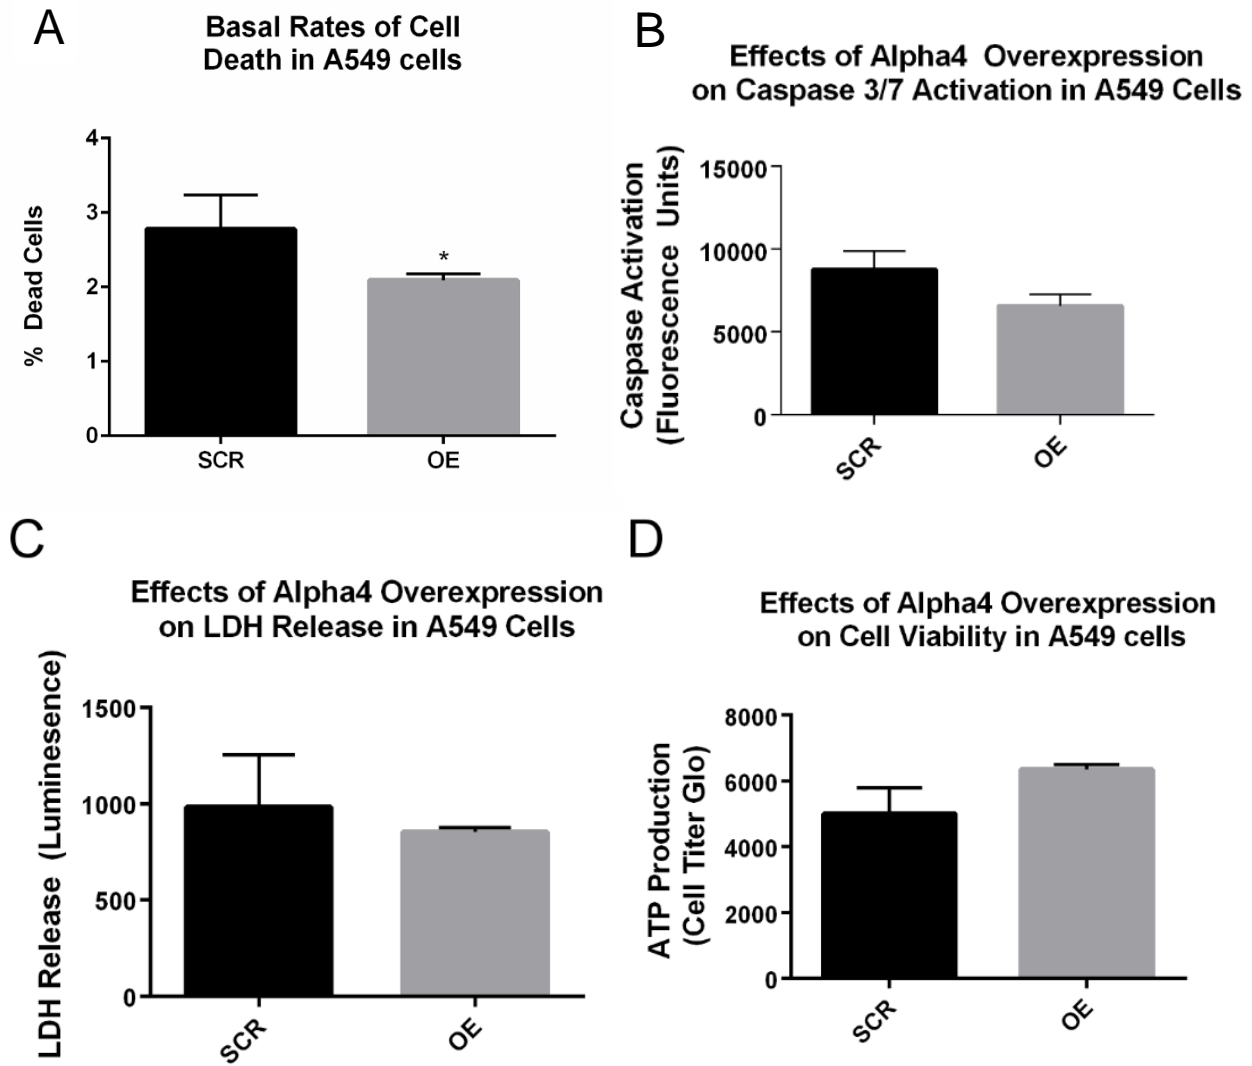 A
Basal Rates of Cell
Death in A549 cells
% Dead Cells
4
3
2
1
0
*
SCR
OE
B
Effects of Alpha4 Overexpression
on Caspase 3/7 Activation in A549 Cells
Caspase Activation
(Fluorescence Units)
15000
10000
5000
0
SCR
OE
C
Effects of Alpha4 Overexpression
on LDH Release in A549 Cells
LDH Release (Luminesence)
1500
1000
500
0
SCR
OE
D
Effects of Alpha4 Overexpression
on Cell Viability in A549 cells
ATP Production
(Cell Titer Glo)
8000
6000
4000
2000
0
SCR
OE